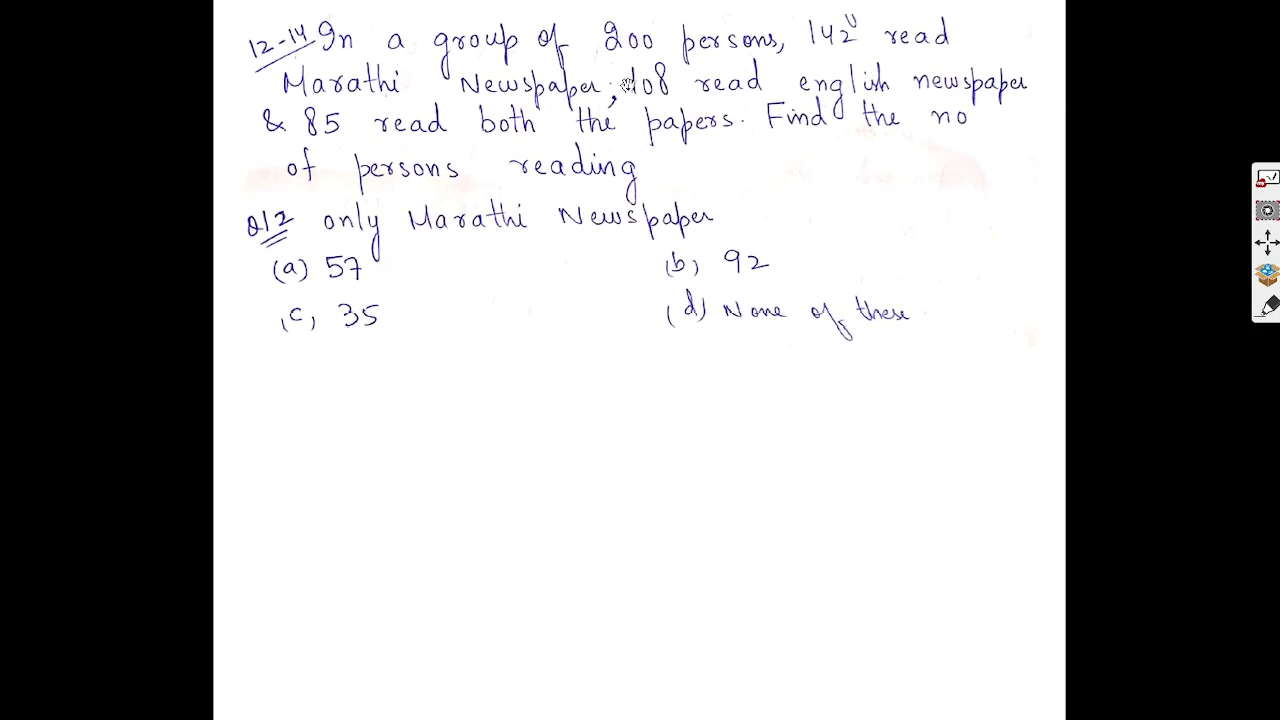 12-14 In a group of 200 persons, 142 read
Marathi Newspaper, 108 read english newspaper
& 85 read both the papers. Find the no
of persons reading
Q12 only Marathi Newspaper
(a) 57 (b) 92
(c) 35 (d) None of these